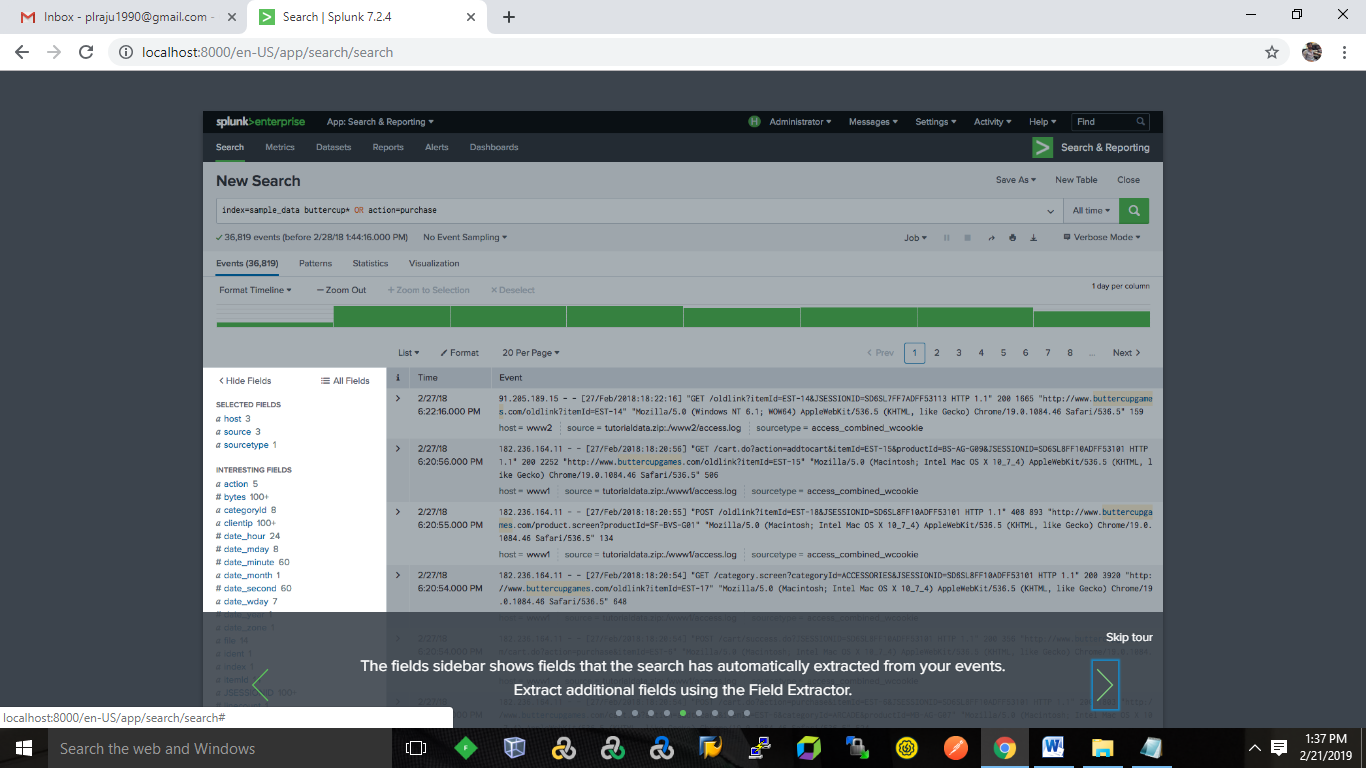 Inbox - plraju1990@gmail.com -
Search | Splunk 7.2.4
localhost:8000/en-US/app/search/search
splunk>enterprise App: Search & Reporting
H Administrator Messages Settings Activity Help Find
Search Metrics Datasets Reports Alerts Dashboards
Search & Reporting
New Search
Save As New Table Close
index=sample_data buttercup* OR action=purchase
All time
36,819 events (before 2/28/18 1:44:16.000 PM) No Event Sampling
Job Verbose Mode
Events (36,819) Patterns Statistics Visualization
Format Timeline — Zoom Out + Zoom to Selection × Deselect
1 day per column
List Format 20 Per Page
< Prev 1 2 3 4 5 6 7 8 ... Next >
< Hide Fields All Fields
SELECTED FIELDS
a host 3
a source 3
a sourcetype 1
INTERESTING FIELDS
a action 5
# bytes 100+
a categoryId 8
a clientip 100+
# date_hour 24
# date_mday 8
# date_minute 60
a date_month 1
# date_second 60
a date_wday 7
i Time Event
2/27/18
6:22:16.000 PM
91.205.189.15 - - [27/Feb/2018:18:22:16] "GET /oldlink?itemId=EST-14&JSESSIONID=SD6SL7FF7ADFF53113 HTTP 1.1" 200 1665 "http://www.buttercupgame
s.com/oldlink?itemId=EST-14" "Mozilla/5.0 (Windows NT 6.1; WOW64) AppleWebKit/536.5 (KHTML, like Gecko) Chrome/19.0.1084.46 Safari/536.5" 159
host = www2 source = tutorialdata.zip:./www2/access.log sourcetype = access_combined_wcookie
2/27/18
6:20:56.000 PM
182.236.164.11 - - [27/Feb/2018:18:20:56] "GET /cart.do?action=addtocart&itemId=EST-15&productId=BS-AG-G09&JSESSIONID=SD6SL8FF10ADFF53101 HTTP
1.1" 200 2252 "http://www.buttercupgames.com/oldlink?itemId=EST-15" "Mozilla/5.0 (Macintosh; Intel Mac OS X 10_7_4) AppleWebKit/536.5 (KHTML, l
ike Gecko) Chrome/19.0.1084.46 Safari/536.5" 506
host = www1 source = tutorialdata.zip:./www1/access.log sourcetype = access_combined_wcookie
2/27/18
6:20:55.000 PM
182.236.164.11 - - [27/Feb/2018:18:20:55] "POST /oldlink?itemId=EST-18&JSESSIONID=SD6SL8FF10ADFF53101 HTTP 1.1" 408 893 "http://www.buttercupga
mes.com/product.screen?productId=SF-BVS-G01" "Mozilla/5.0 (Macintosh; Intel Mac OS X 10_7_4) AppleWebKit/536.5 (KHTML, like Gecko) Chrome/19.0.
1084.46 Safari/536.5" 134
host = www1 source = tutorialdata.zip:./www1/access.log sourcetype = access_combined_wcookie
2/27/18
6:20:54.000 PM
182.236.164.11 - - [27/Feb/2018:18:20:54] "GET /category.screen?categoryId=ACCESSORIES&JSESSIONID=SD6SL8FF10ADFF53101 HTTP 1.1" 200 3920 "http:
//www.buttercupgames.com/oldlink?itemId=EST-17" "Mozilla/5.0 (Macintosh; Intel Mac OS X 10_7_4) AppleWebKit/536.5 (KHTML, like Gecko) Chrome/19
.0.1084.46 Safari/536.5" 648
Skip tour
The fields sidebar shows fields that the search has automatically extracted from your events.
Extract additional fields using the Field Extractor.
localhost:8000/en-US/app/search/search#
Search the web and Windows
1:37 PM
2/21/2019